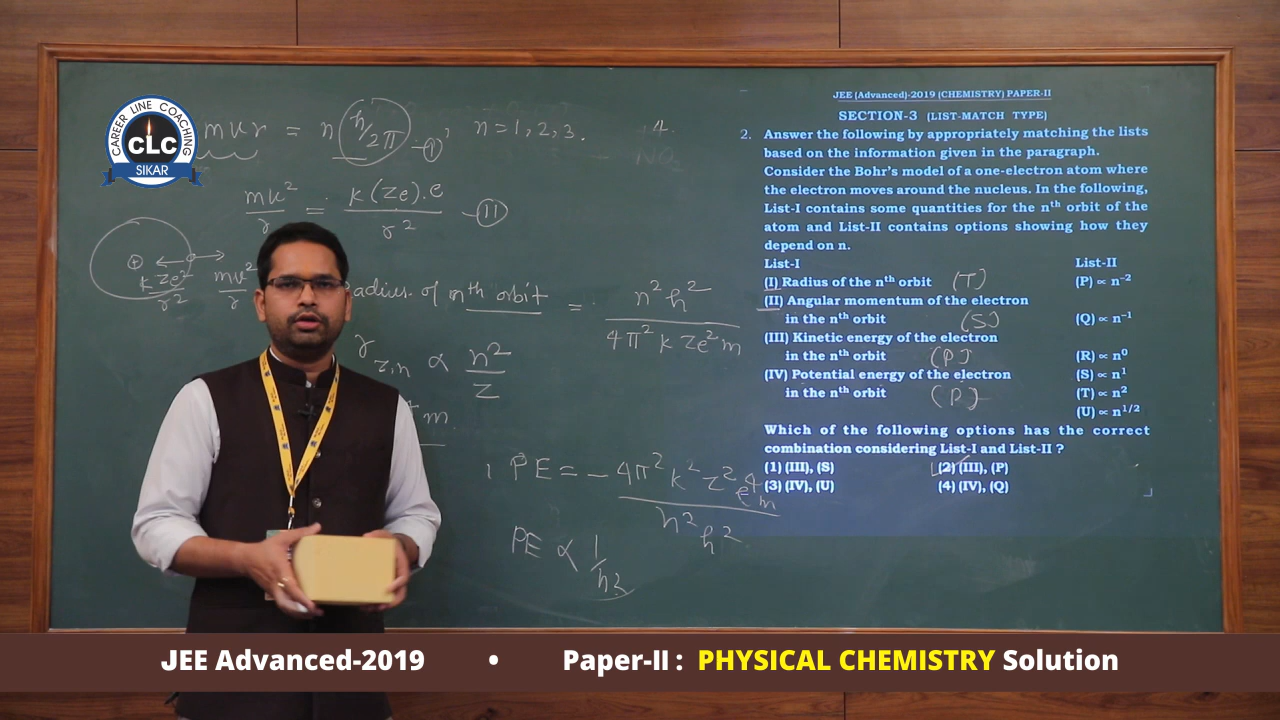 CAREER LINE COACHING
CLC
SIKAR
mvr = n(h/2π) —(I), n=1,2,3. 4.
mv²/r = k(Ze).e/r² —(II)
kZe²/r² mv²/r
adius of nth orbit = n²h²/4π²kZe²m
r z,n ∝ n²/z
m
PE = - 4π²k²z²e⁴m/n²h²
PE ∝ 1/n²
JEE (Advanced)-2019 (CHEMISTRY) PAPER-II
SECTION-3 (LIST-MATCH TYPE)
2. Answer the following by appropriately matching the lists
based on the information given in the paragraph.
Consider the Bohr's model of a one-electron atom where
the electron moves around the nucleus. In the following,
List-I contains some quantities for the nth orbit of the
atom and List-II contains options showing how they
depend on n.
List-I List-II
(I) Radius of the nth orbit (T) (P) ∝ n⁻²
(II) Angular momentum of the electron
in the nth orbit (S) (Q) ∝ n⁻¹
(III) Kinetic energy of the electron
in the nth orbit (P) (R) ∝ n⁰
(IV) Potential energy of the electron (S) ∝ n¹
in the nth orbit (P) (T) ∝ n²
(U) ∝ n^1/2
Which of the following options has the correct
combination considering List-I and List-II ?
(1) (III), (S) (2) (III), (P)
(3) (IV), (U) (4) (IV), (Q)
JEE Advanced-2019 • Paper-II : PHYSICAL CHEMISTRY Solution